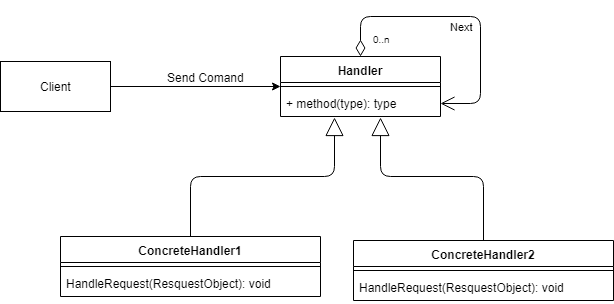 Next
0..n
Handler
Client
Send Comand
+ method(type): type
ConcreteHandler1
ConcreteHandler2
HandleRequest(ResquestObject): void
HandleRequest(ResquestObject): void